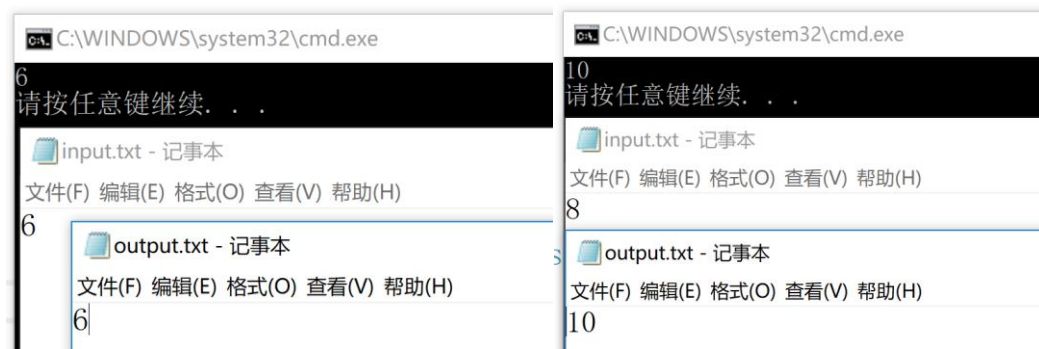 C:\WINDOWS\system32\cmd.exe
6
请按任意键继续. . .
input.txt - 记事本
文件(F) 编辑(E) 格式(O) 查看(V) 帮助(H)
6
output.txt - 记事本
文件(F) 编辑(E) 格式(O) 查看(V) 帮助(H)
6
C:\WINDOWS\system32\cmd.exe
10
请按任意键继续. . .
input.txt - 记事本
文件(F) 编辑(E) 格式(O) 查看(V) 帮助(H)
8
s
output.txt - 记事本
文件(F) 编辑(E) 格式(O) 查看(V) 帮助(H)
10